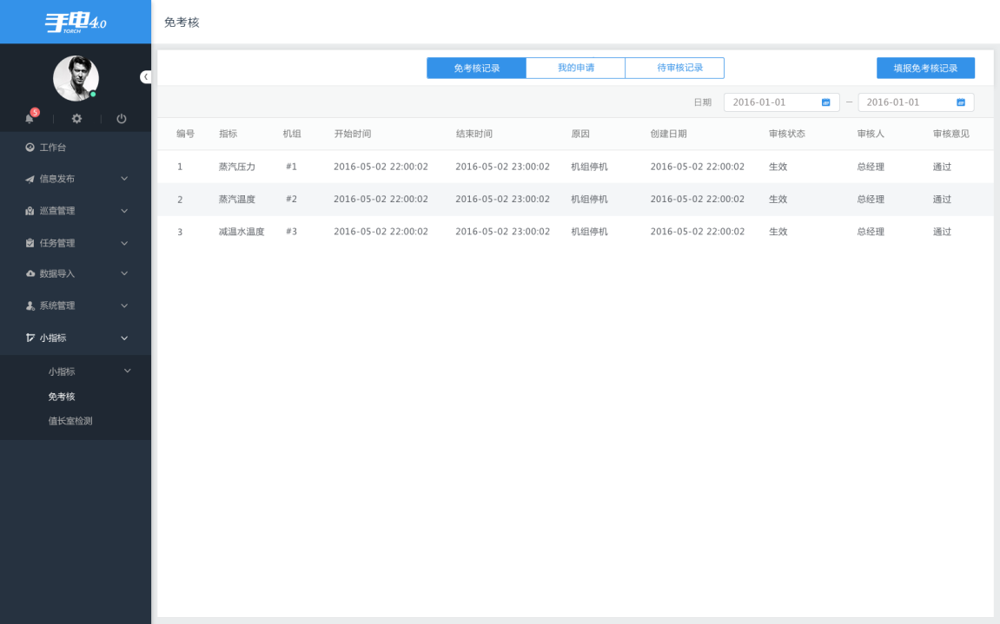 手电4.0
TORCH
免考核
5
工作台
信息发布
巡查管理
任务管理
数据导入
系统管理
小指标
小指标
免考核
值长室检测
免考核记录 我的申请 待审核记录 填报免考核记录
日期 2016-01-01 — 2016-01-01
编号 指标 机组 开始时间 结束时间 原因 创建日期 审核状态 审核人 审核意见
1 蒸汽压力 #1 2016-05-02 22:00:02 2016-05-02 23:00:02 机组停机 2016-05-02 22:00:02 生效 总经理 通过
2 蒸汽温度 #2 2016-05-02 22:00:02 2016-05-02 23:00:02 机组停机 2016-05-02 22:00:02 生效 总经理 通过
3 减温水温度 #3 2016-05-02 22:00:02 2016-05-02 23:00:02 机组停机 2016-05-02 22:00:02 生效 总经理 通过